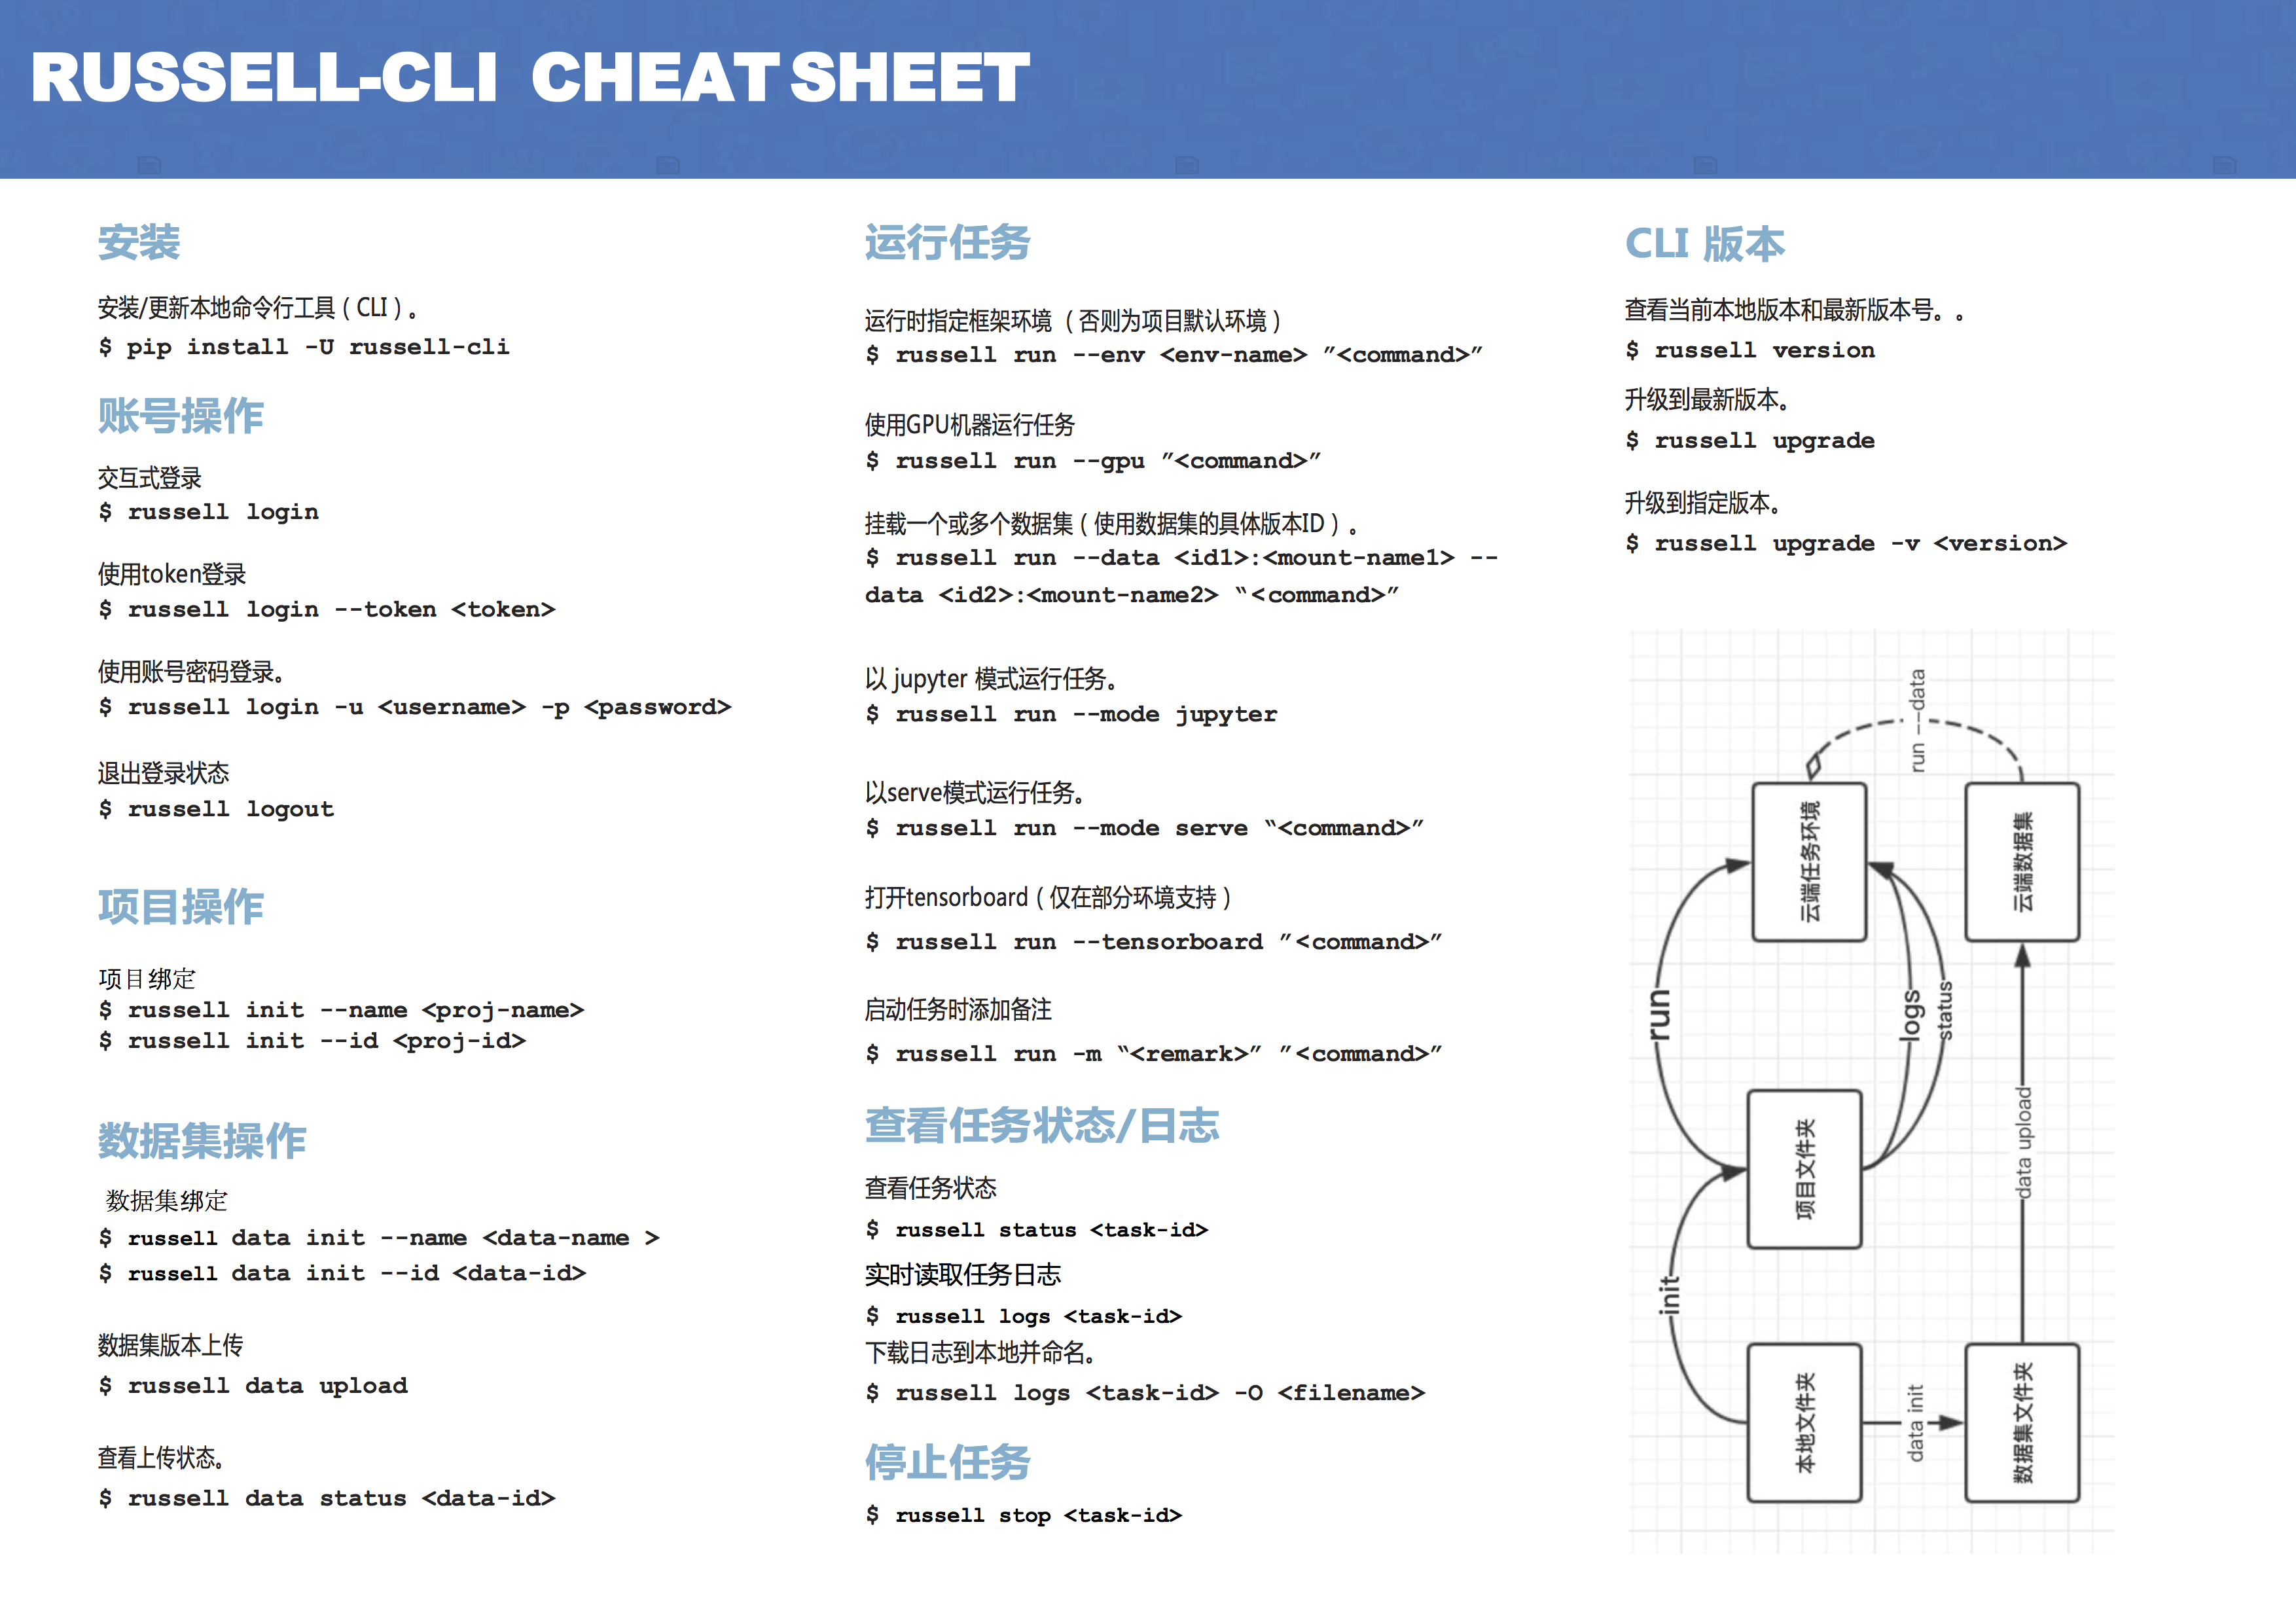 RUSSELL-CLI CHEAT SHEET
安装
安装/更新本地命令行工具（CLI）。
$ pip install -U russell-cli
账号操作
交互式登录
$ russell login
使用token登录
$ russell login --token <token>
使用账号密码登录。
$ russell login -u <username> -p <password>
退出登录状态
$ russell logout
项目操作
项目绑定
$ russell init --name <proj-name>
$ russell init --id <proj-id>
数据集操作
数据集绑定
$ russell data init --name <data-name >
$ russell data init --id <data-id>
数据集版本上传
$ russell data upload
查看上传状态。
$ russell data status <data-id>
运行任务
运行时指定框架环境（否则为项目默认环境）
$ russell run --env <env-name> ”<command>”
使用GPU机器运行任务
$ russell run --gpu ”<command>”
挂载一个或多个数据集（使用数据集的具体版本ID）。
$ russell run --data <id1>:<mount-name1> --
data <id2>:<mount-name2> “<command>”
以 jupyter 模式运行任务。
$ russell run --mode jupyter
以serve模式运行任务。
$ russell run --mode serve “<command>”
打开tensorboard（仅在部分环境支持）
$ russell run --tensorboard ”<command>”
启动任务时添加备注
$ russell run -m “<remark>” ”<command>”
查看任务状态/日志
查看任务状态
$ russell status <task-id>
实时读取任务日志
$ russell logs <task-id>
下载日志到本地并命名。
$ russell logs <task-id> -O <filename>
停止任务
$ russell stop <task-id>
CLI 版本
查看当前本地版本和最新版本号。。
$ russell version
升级到最新版本。
$ russell upgrade
升级到指定版本。
$ russell upgrade -v <version>
run --data
云端任务环境
云端数据集
run
logs
status
项目文件夹
data upload
init
本地文件夹
data init
数据集文件夹